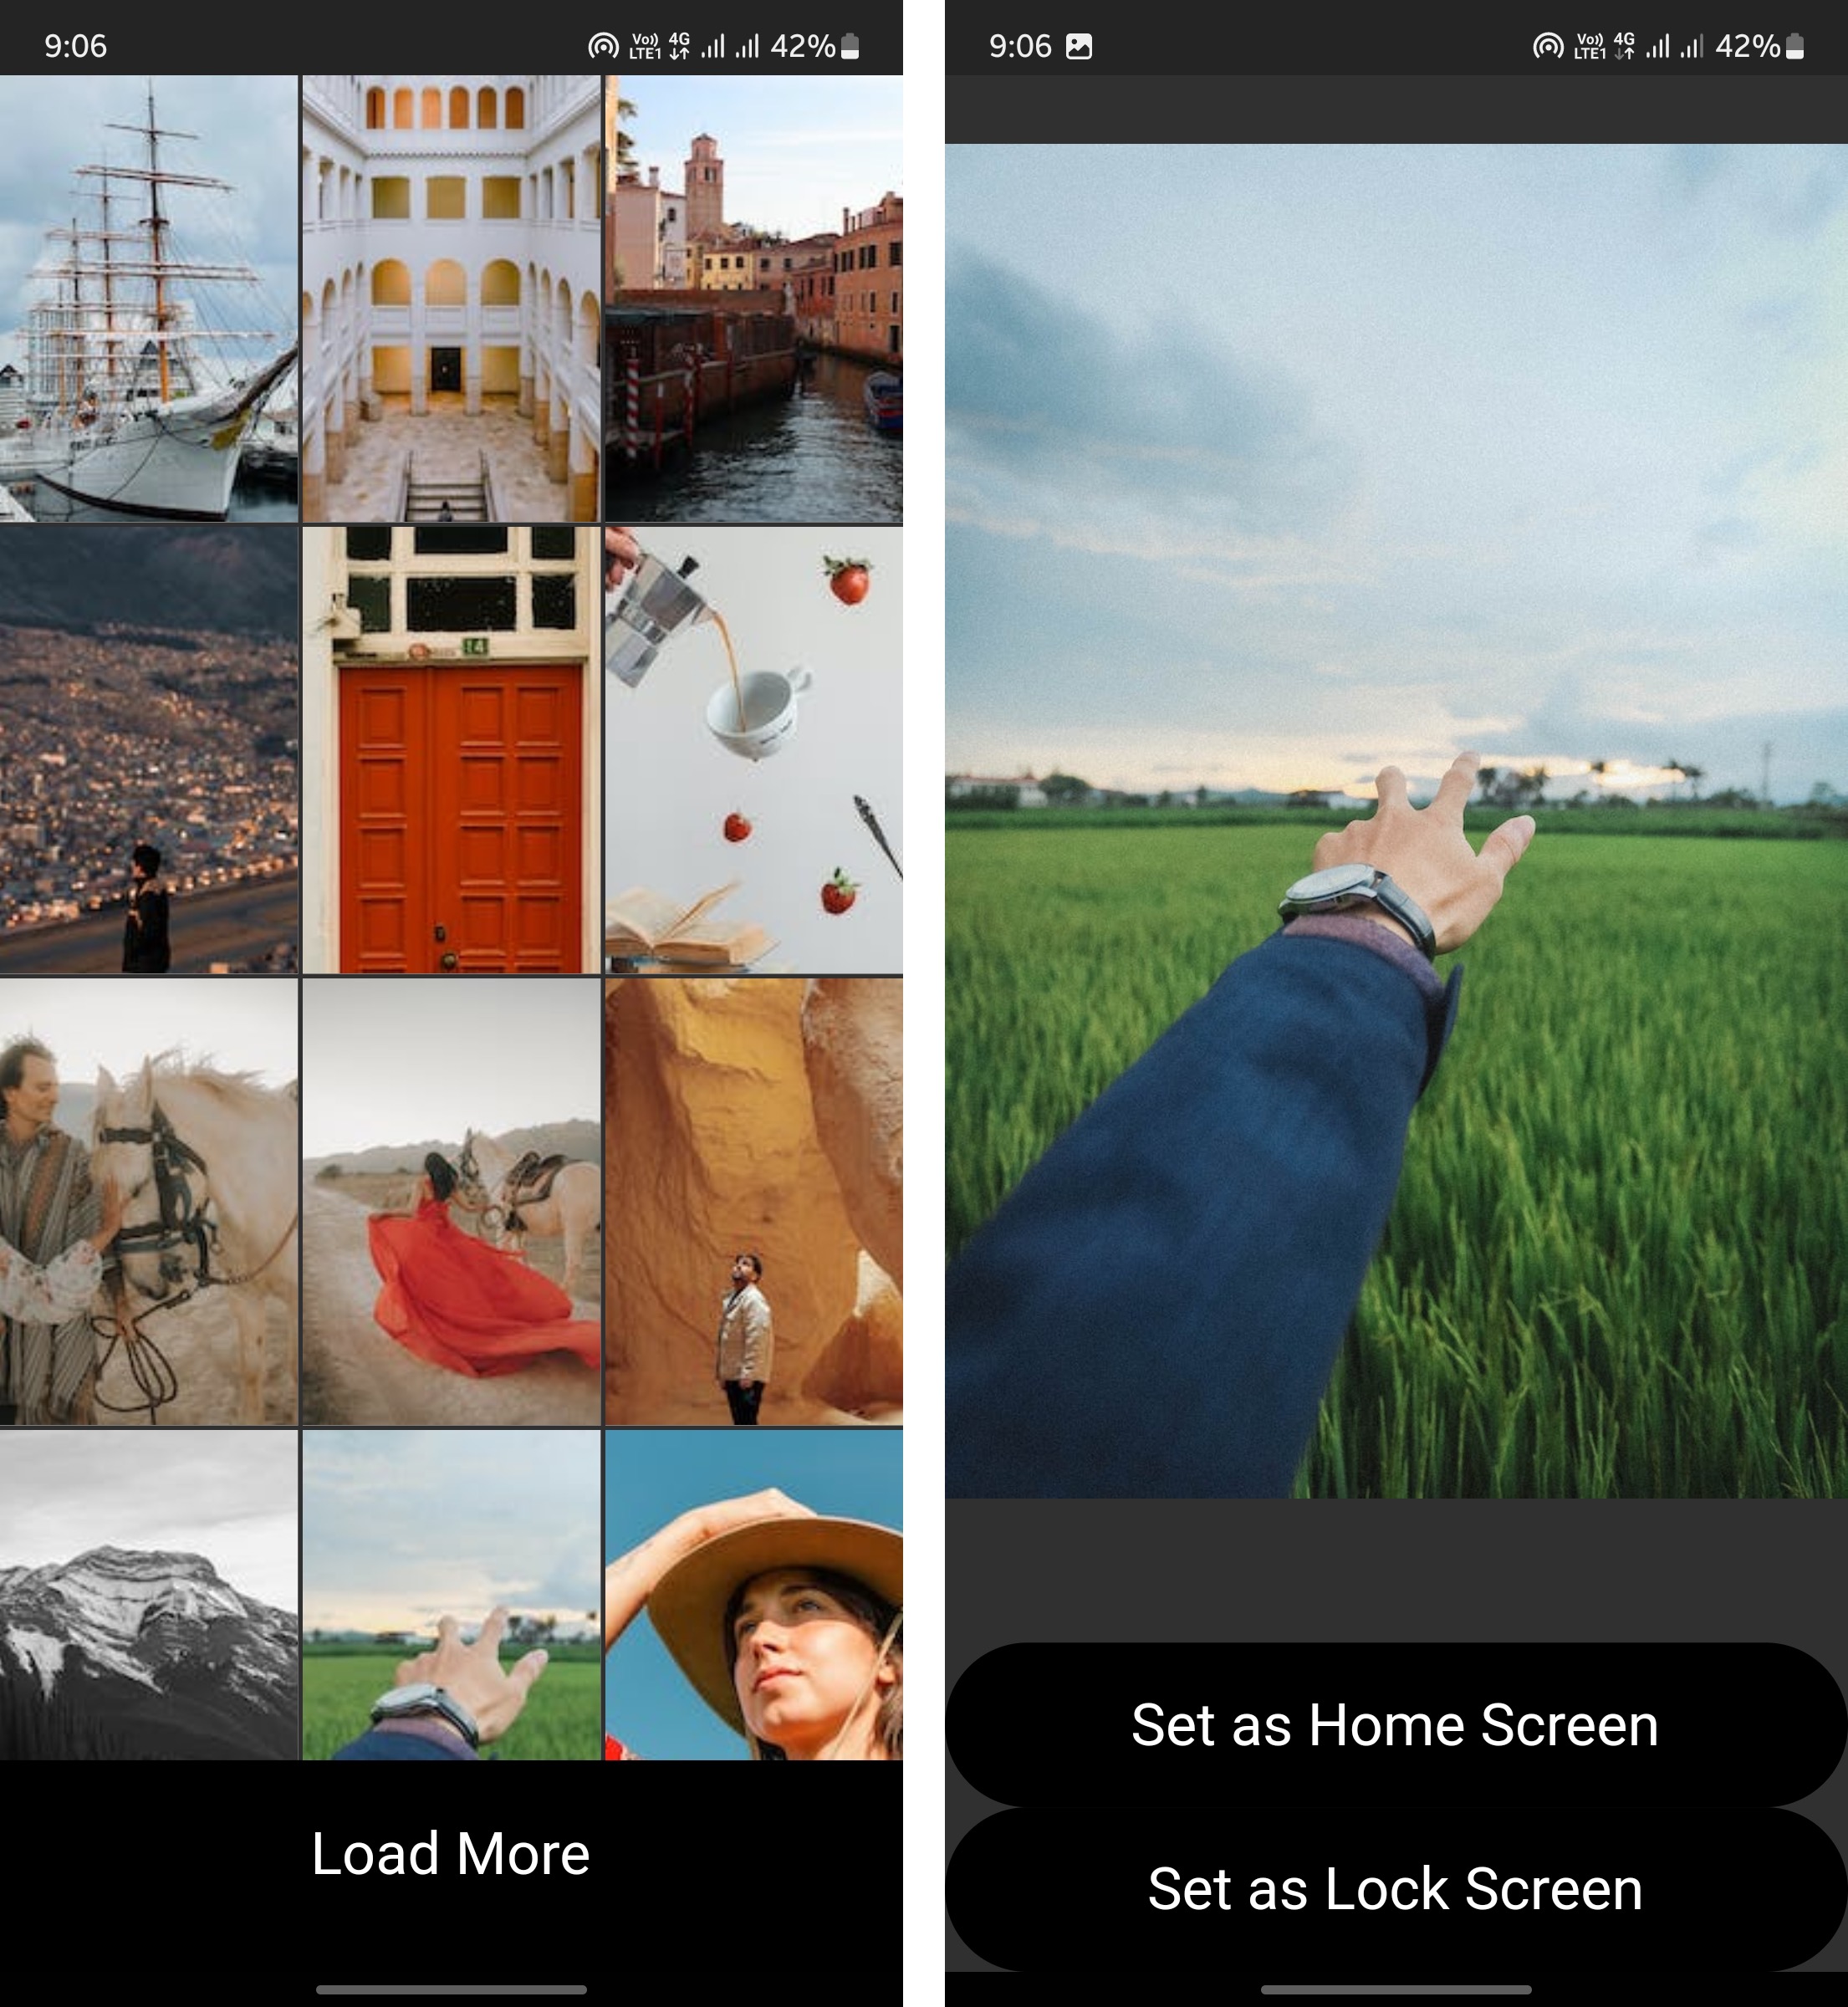 9:06
Vo)) LTE1 4G 42%
14
Load More
9:06
Vo)) LTE1 4G 42%
Set as Home Screen
Set as Lock Screen